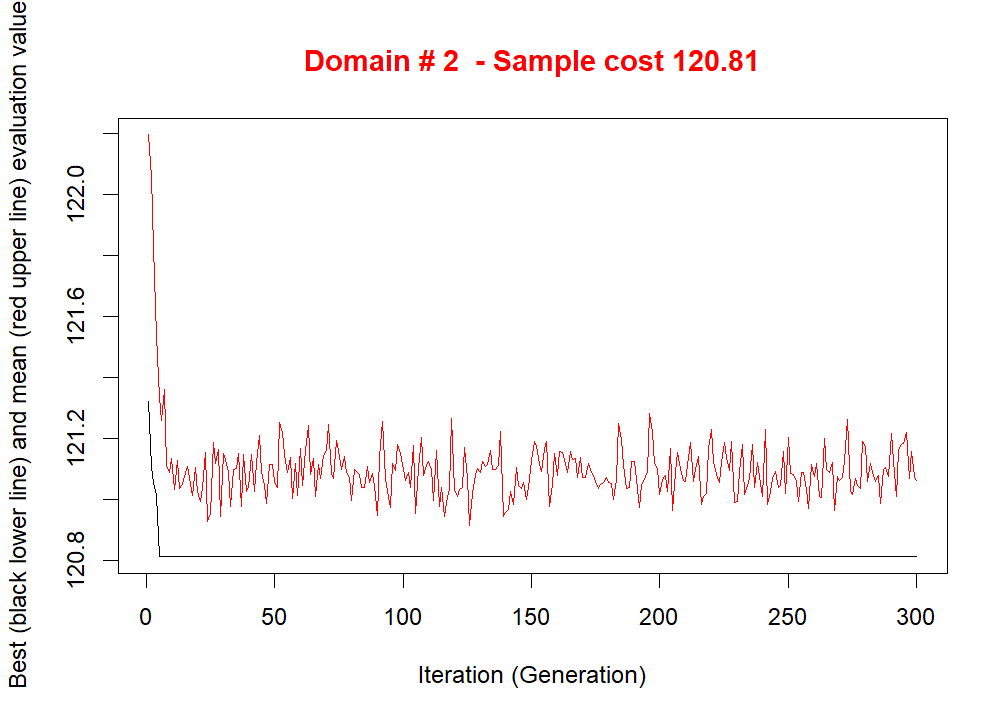 Domain # 2  - Sample cost 120.81
Best (black lower line) and mean (red upper line) evaluation value
122.0
121.6
121.2
120.8
0 50 100 150 200 250 300
Iteration (Generation)